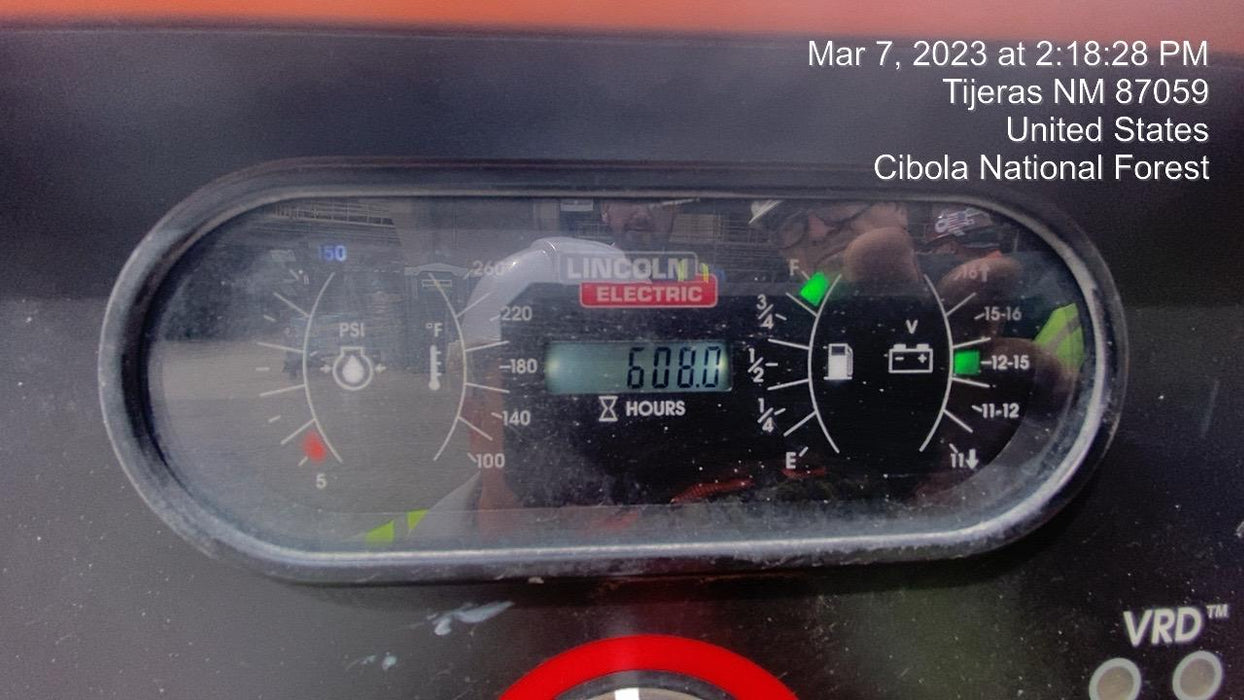 Mar 7, 2023 at 2:18:28 PM
Tijeras NM 87059
United States
Cibola National Forest
LINCOLN
ELECTRIC
150
PSI
5
260
°F
220
180
140
100
608.0
HOURS
F
3/4
1/2
1/4
E
V
16
15-16
12-15
11-12
11
VRD™